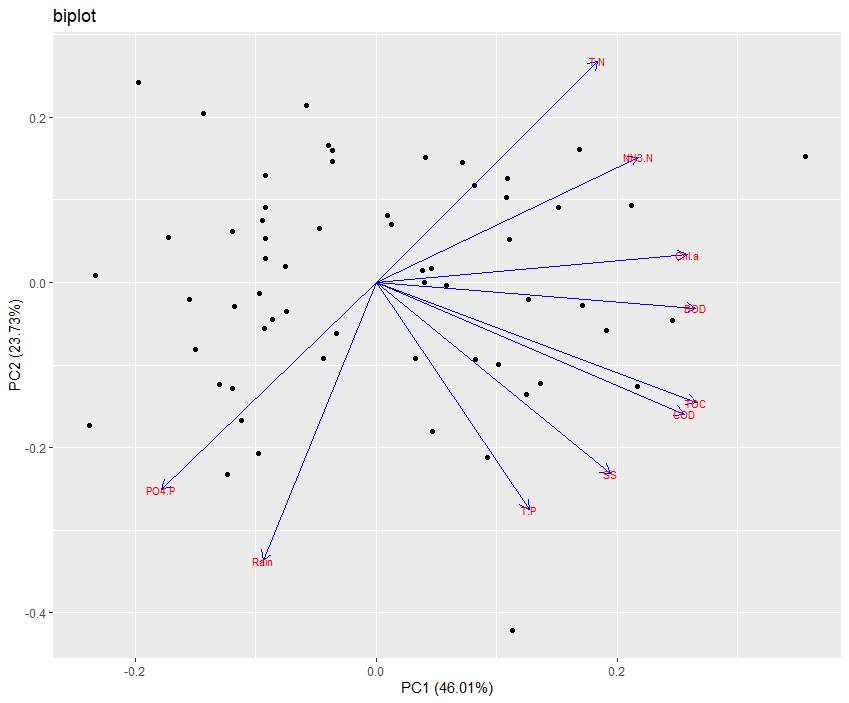 biplot
T.N
NH3.N
Chl.a
BOD
TOC
COD
SS
T.P
PO4.P
Rain
0.2
0.0
-0.2
-0.4
PC2 (23.73%)
-0.2
0.0
0.2
PC1 (46.01%)